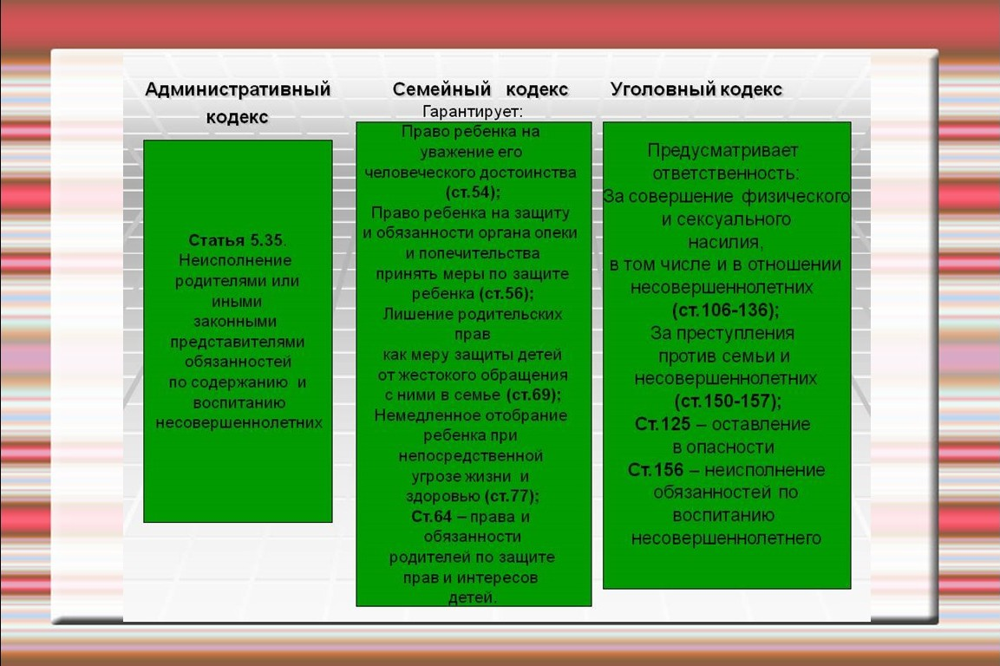 Административный
кодекс
Статья 5.35.
Неисполнение
родителями или
иными
законными
представителями
обязанностей
по содержанию и
воспитанию
несовершеннолетних
Семейный кодекс
Гарантирует:
Право ребенка на
уважение его
человеческого достоинства
(ст.54);
Право ребенка на защиту
и обязанности органа опеки
и попечительства
принять меры по защите
ребенка (ст.56);
Лишение родительских
прав
как меру защиты детей
от жестокого обращения
с ними в семье (ст.69);
Немедленное отобрание
ребенка при
непосредственной
угрозе жизни и
здоровью (ст.77);
Ст.64 – права и
обязанности
родителей по защите
прав и интересов
детей.
Уголовный кодекс
Предусматривает
ответственность:
За совершение физического
и сексуального
насилия,
в том числе и в отношении
несовершеннолетних
(ст.106-136);
За преступления
против семьи и
несовершеннолетних
(ст.150-157);
Ст.125 – оставление
в опасности
Ст.156 – неисполнение
обязанностей по
воспитанию
несовершеннолетнего